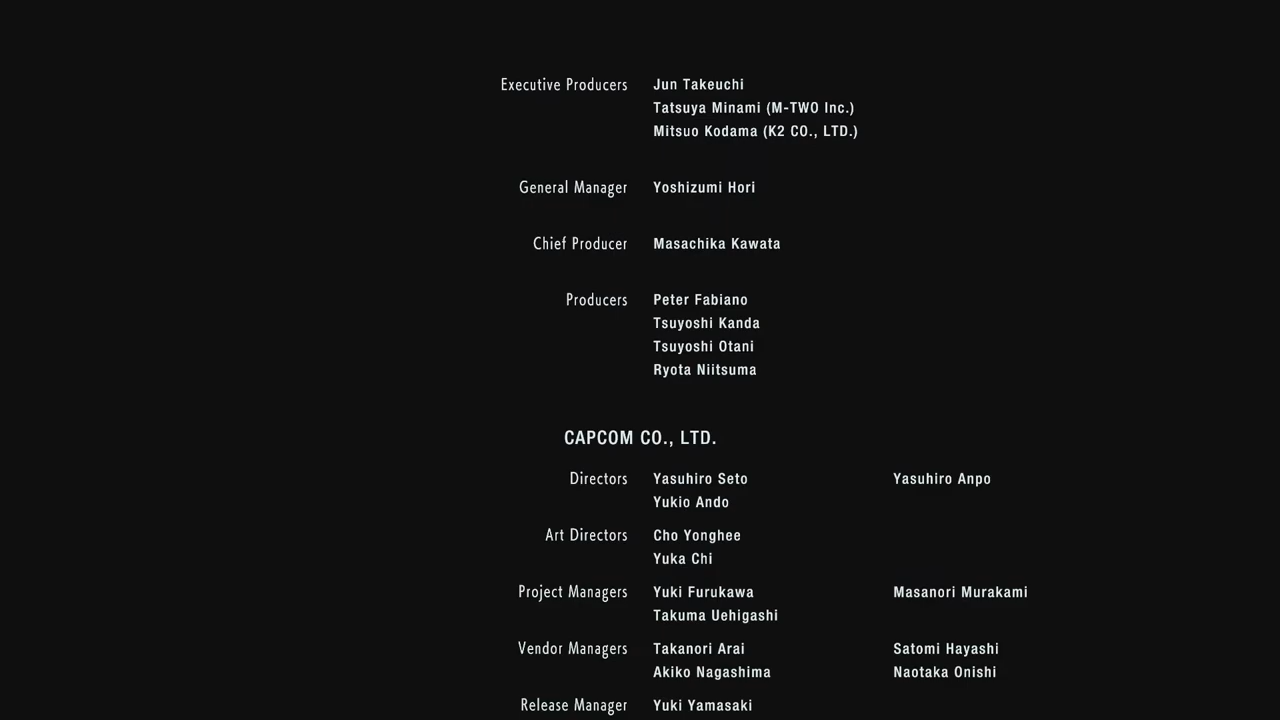 Executive Producers Jun Takeuchi
Tatsuya Minami (M-TWO Inc.)
Mitsuo Kodama (K2 CO., LTD.)
General Manager Yoshizumi Hori
Chief Producer Masachika Kawata
Producers Peter Fabiano
Tsuyoshi Kanda
Tsuyoshi Otani
Ryota Niitsuma
CAPCOM CO., LTD.
Directors Yasuhiro Seto Yasuhiro Anpo
Yukio Ando
Art Directors Cho Yonghee
Yuka Chi
Project Managers Yuki Furukawa Masanori Murakami
Takuma Uehigashi
Vendor Managers Takanori Arai Satomi Hayashi
Akiko Nagashima Naotaka Onishi
Release Manager Yuki Yamasaki